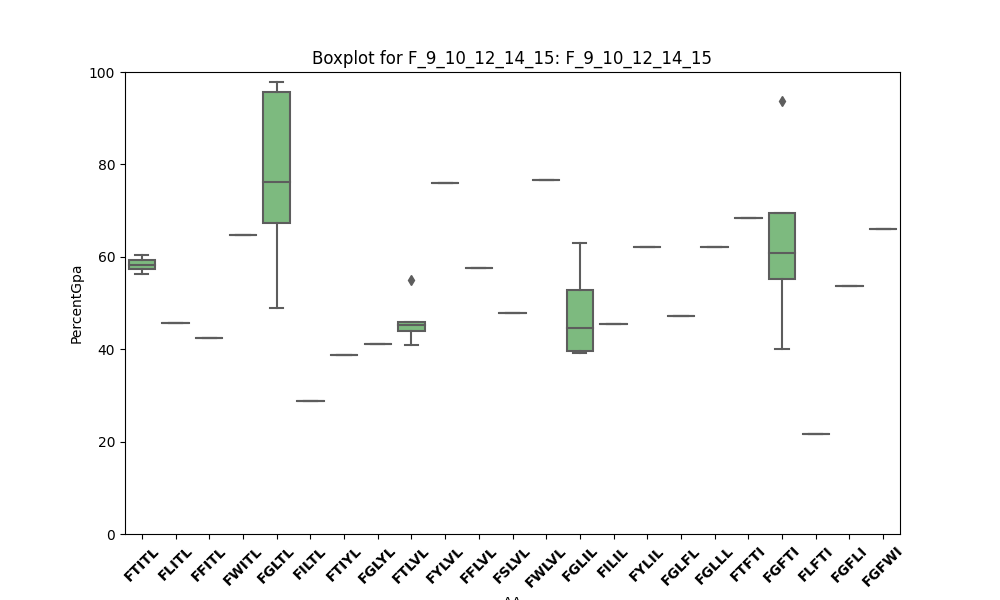 Boxplot for F_9_10_12_14_15: F_9_10_12_14_15
PercentGpa
100
80
60
40
20
0
FTITL
FLITL
FFITL
FWITL
FGLTL
FILTL
FTIYL
FGLYL
FTLVL
FYLVL
FFLVL
FSLVL
FWLVL
FGLIL
FILIL
FYLIL
FGLFL
FGLLL
FTFTI
FGFTI
FLFTI
FGFLI
FGFWI